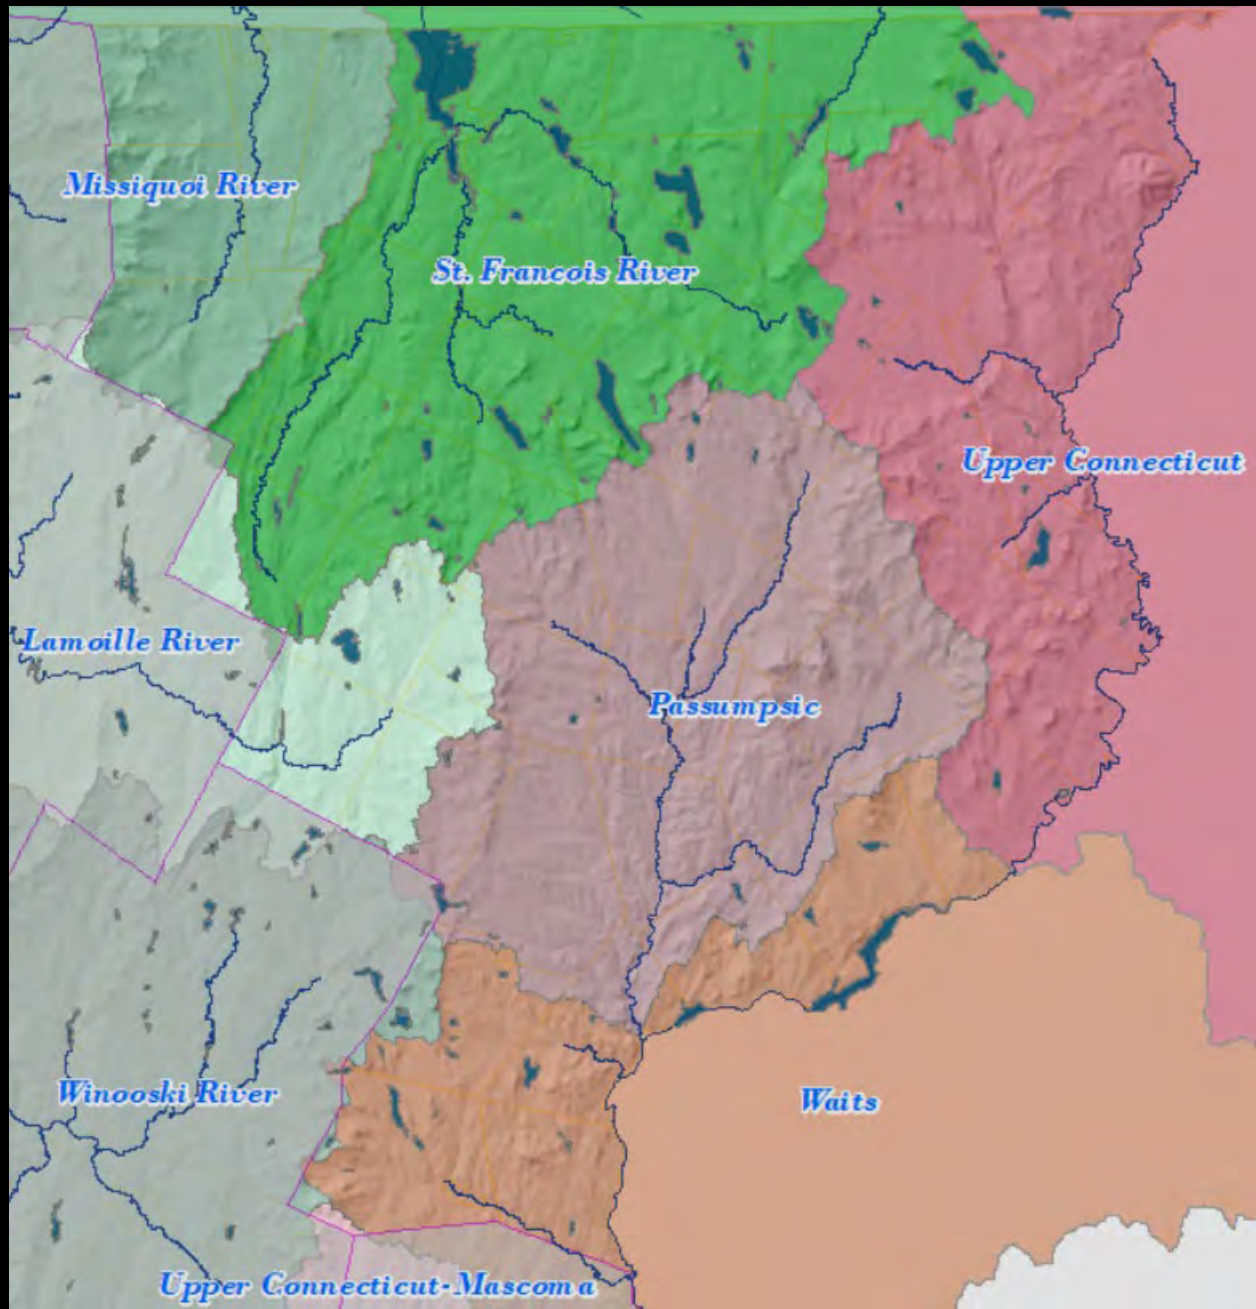 Missiquoi River
St. Francois River
Upper Connecticut
Lamoille River
Passumpsic
Winooski River
Waits
Upper Connecticut-Mascoma